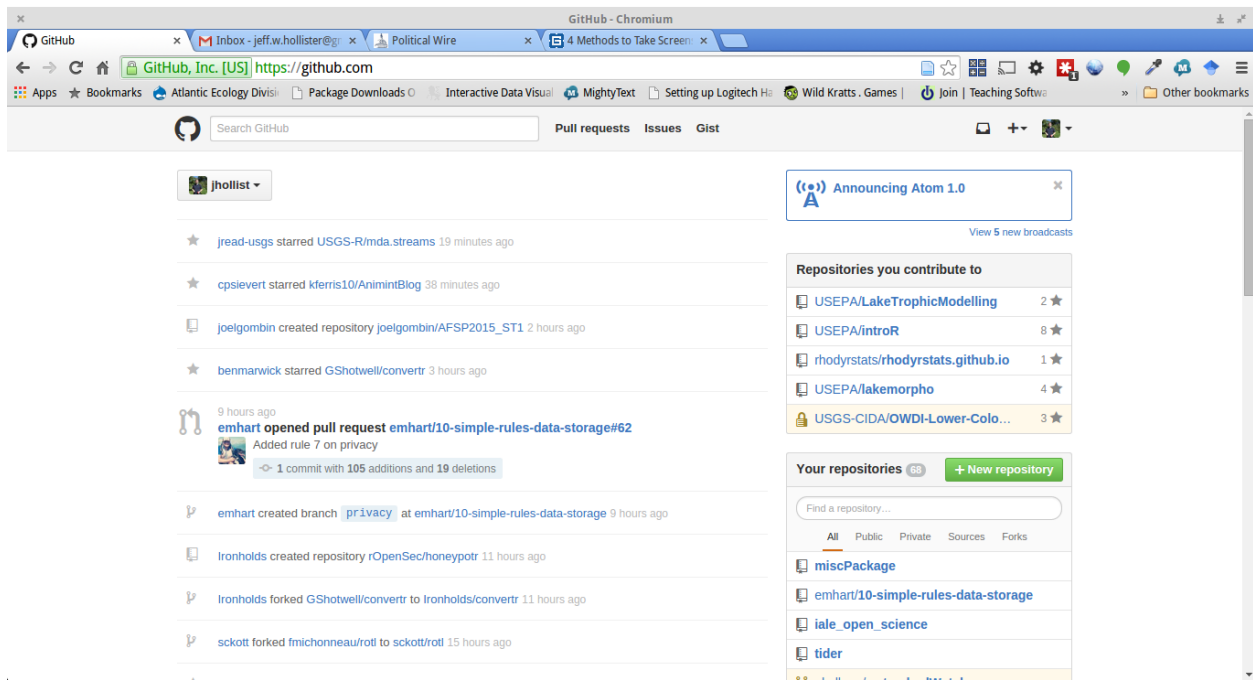 GitHub - Chromium
GitHub
Inbox - jeff.w.hollister@gm
Political Wire
4 Methods to Take Screens
GitHub, Inc. [US] https://github.com
Apps Bookmarks Atlantic Ecology Divisi Package Downloads O Interactive Data Visual MightyText Setting up Logitech Ha Wild Kratts . Games | Join | Teaching Softwa » Other bookmarks
Search GitHub Pull requests Issues Gist
jhollist
Announcing Atom 1.0
View 5 new broadcasts
jread-usgs starred USGS-R/mda.streams 19 minutes ago
cpsievert starred kferris10/AnimintBlog 38 minutes ago
joelgombin created repository joelgombin/AFSP2015_ST1 2 hours ago
benmarwick starred GShotwell/convertr 3 hours ago
9 hours ago
emhart opened pull request emhart/10-simple-rules-data-storage#62
Added rule 7 on privacy
1 commit with 105 additions and 19 deletions
emhart created branch privacy at emhart/10-simple-rules-data-storage 9 hours ago
Ironholds created repository rOpenSec/honeypotr 11 hours ago
Ironholds forked GShotwell/convertr to Ironholds/convertr 11 hours ago
sckott forked fmichonneau/rotl to sckott/rotl 15 hours ago
Repositories you contribute to
USEPA/LakeTrophicModelling 2
USEPA/introR 8
rhodyrstats/rhodyrstats.github.io 1
USEPA/lakemorpho 4
USGS-CIDA/OWDI-Lower-Colo... 3
Your repositories 68 + New repository
Find a repository...
All Public Private Sources Forks
miscPackage
emhart/10-simple-rules-data-storage
iale_open_science
tider